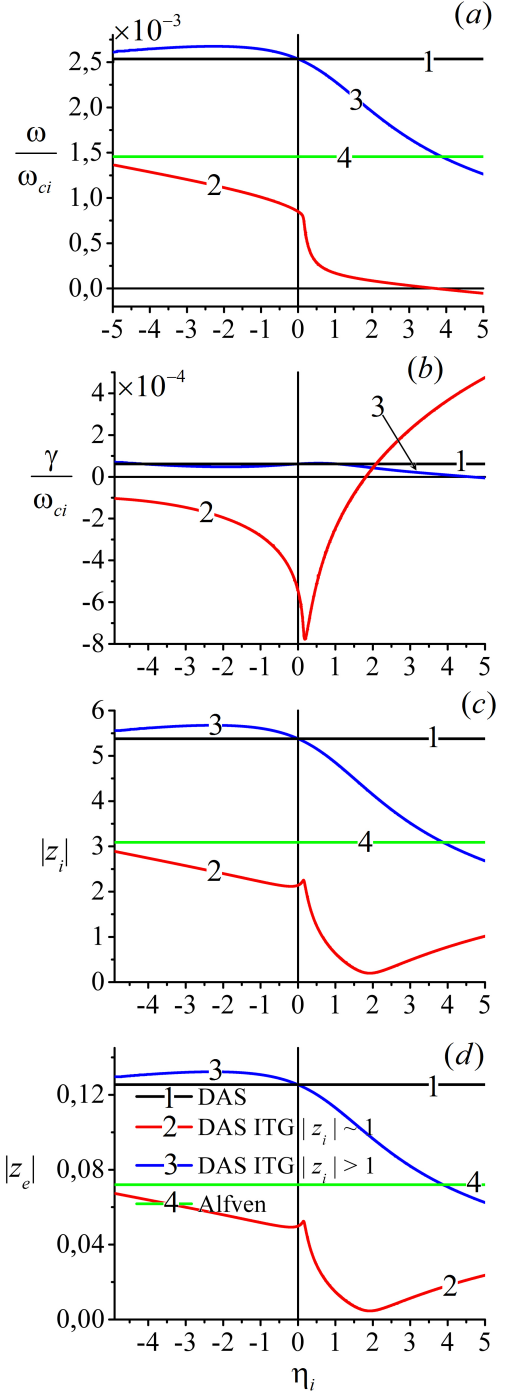 ×10⁻³
(a)
2,5
2,0
ω/ω_ci
1,5
1,0
0,5
0,0
1
3
4
2
-5 -4 -3 -2 -1 0 1 2 3 4 5
×10⁻⁴
(b)
4
2
γ/ω_ci
0
-2
-4
-6
-8
3
1
2
-4 -3 -2 -1 0 1 2 3 4 5
(c)
6
5
4
|z_i|
3
2
1
0
3
1
4
2
-4 -3 -2 -1 0 1 2 3 4 5
(d)
0,12
|z_e|
0,08
0,04
0,00
3
1
4
2
1 DAS
2 DAS ITG |z_i| ~ 1
3 DAS ITG |z_i| > 1
4 Alfven
-4 -3 -2 -1 0 1 2 3 4 5
η_i